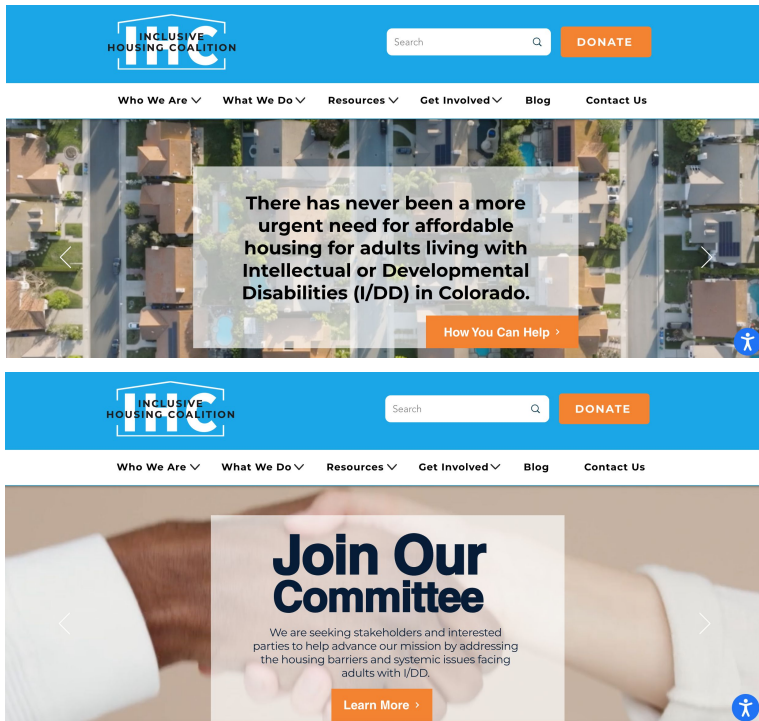 INCLUSIVE
HOUSING COALITION
IHC
Search
DONATE
Who We Are
What We Do
Resources
Get Involved
Blog
Contact Us
There has never been a more
urgent need for affordable
housing for adults living with
Intellectual or Developmental
Disabilities (I/DD) in Colorado.
How You Can Help ›
INCLUSIVE
HOUSING COALITION
IHC
Search
DONATE
Who We Are
What We Do
Resources
Get Involved
Blog
Contact Us
Join Our
Committee
We are seeking stakeholders and interested
parties to help advance our mission by addressing
the housing barriers and systemic issues facing
adults with I/DD.
Learn More ›